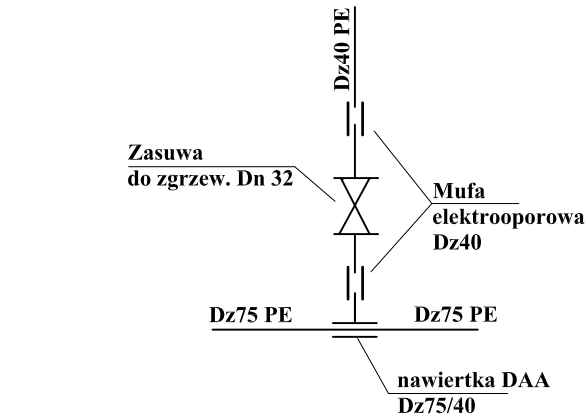 Dz40 PE
Zasuwa
do zgrzew. Dn 32
Mufa
elektrooporowa
Dz40
Dz75 PE
Dz75 PE
nawiertka DAA
Dz75/40